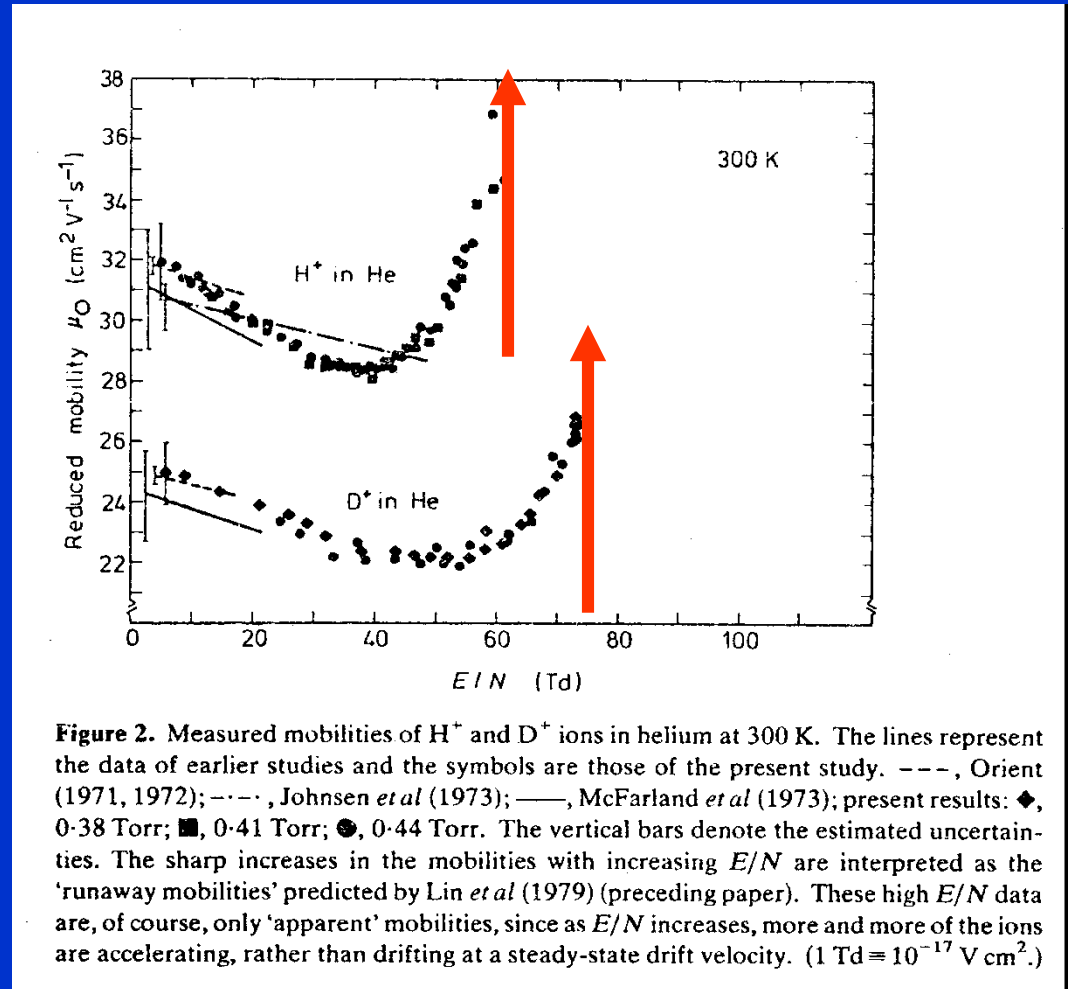 38
36
34
32
30
28
26
24
22
Reduced mobility μO (cm² V⁻¹ s⁻¹)
300 K
H⁺ in He
D⁺ in He
0 20 40 60 80 100
E/N (Td)
Figure 2. Measured mobilities of H⁺ and D⁺ ions in helium at 300 K. The lines represent
the data of earlier studies and the symbols are those of the present study. ---, Orient
(1971, 1972); –·–· , Johnsen et al (1973); ——, McFarland et al (1973); present results: ◆,
0·38 Torr; ■, 0·41 Torr; ●, 0·44 Torr. The vertical bars denote the estimated uncertain-
ties. The sharp increases in the mobilities with increasing E/N are interpreted as the
‘runaway mobilities’ predicted by Lin et al (1979) (preceding paper). These high E/N data
are, of course, only ‘apparent’ mobilities, since as E/N increases, more and more of the ions
are accelerating, rather than drifting at a steady-state drift velocity. (1 Td ≡ 10⁻¹⁷ V cm².)